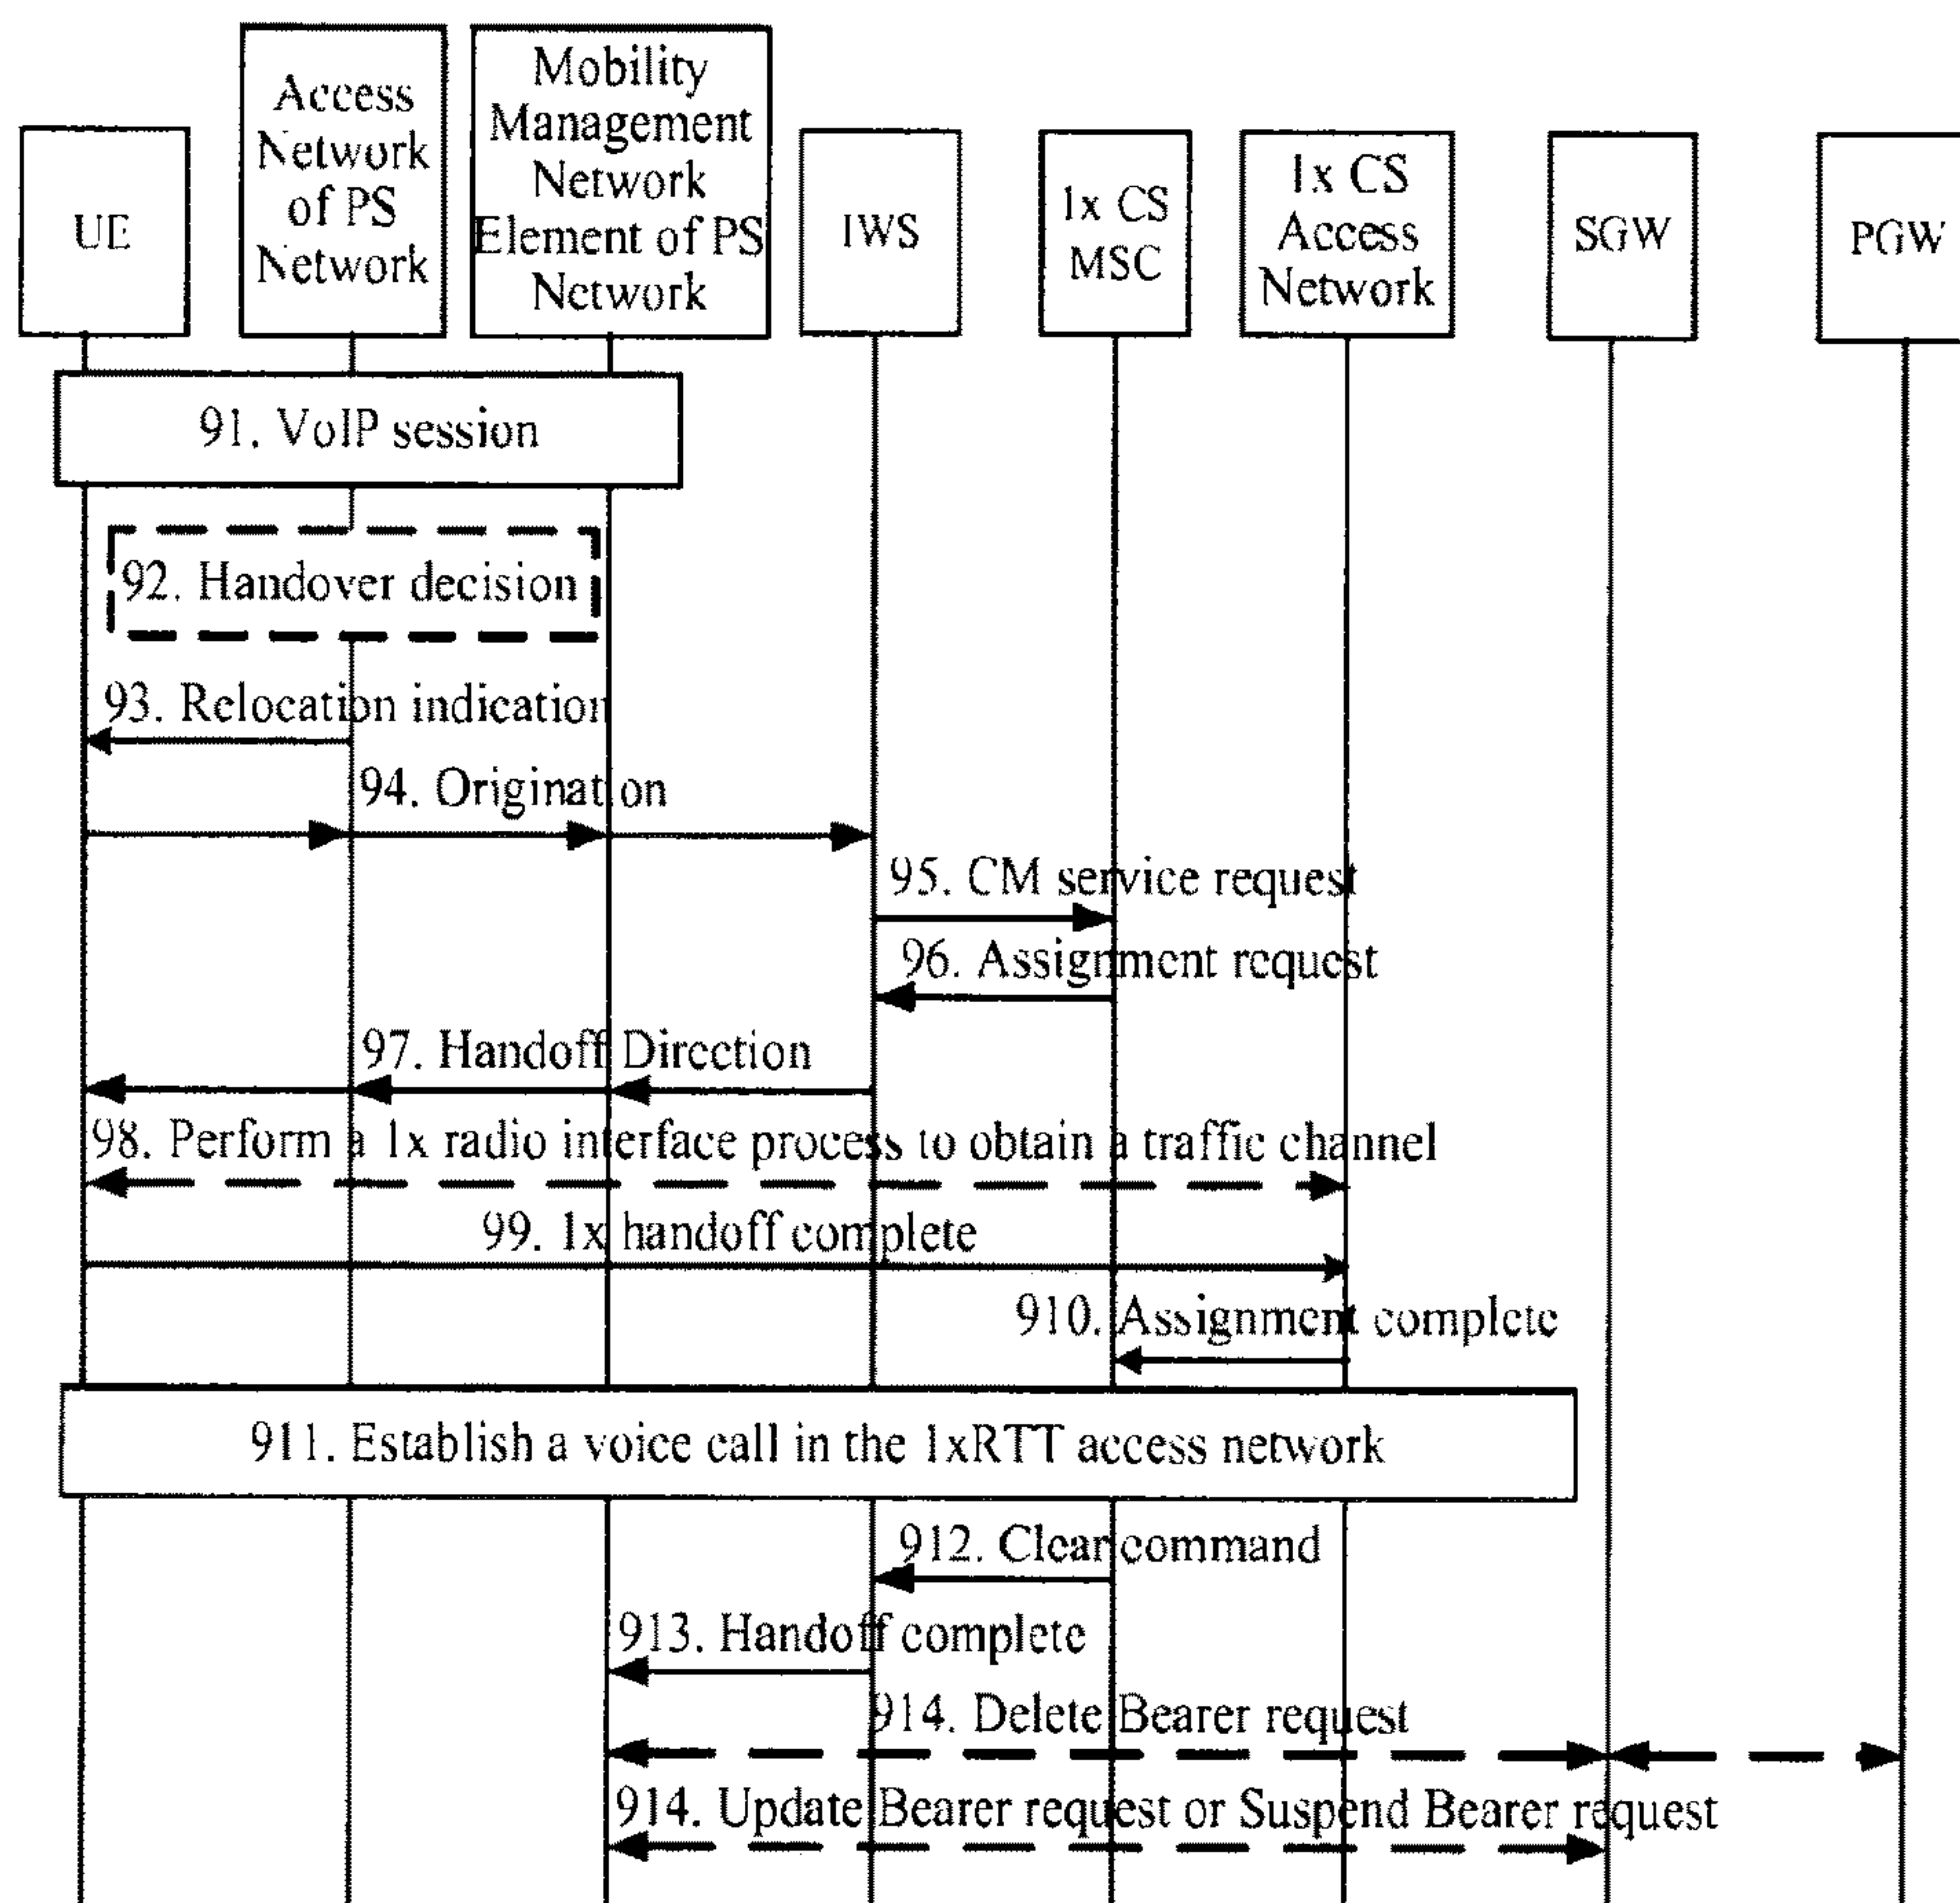 UE
Access
Network
of PS
Network
Mobility
Management
Network
Element of PS
Network
IWS
1x CS
MSC
1x CS
Access
Network
SGW
PGW
91. VoIP session
92. Handover decision
93. Relocation indication
94. Origination
95. CM service request
96. Assignment request
97. Handoff Direction
98. Perform a 1x radio interface process to obtain a traffic channel
99. 1x handoff complete
910. Assignment complete
911. Establish a voice call in the 1xRTT access network
912. Clear command
913. Handoff complete
914. Delete Bearer request
914. Update Bearer request or Suspend Bearer request